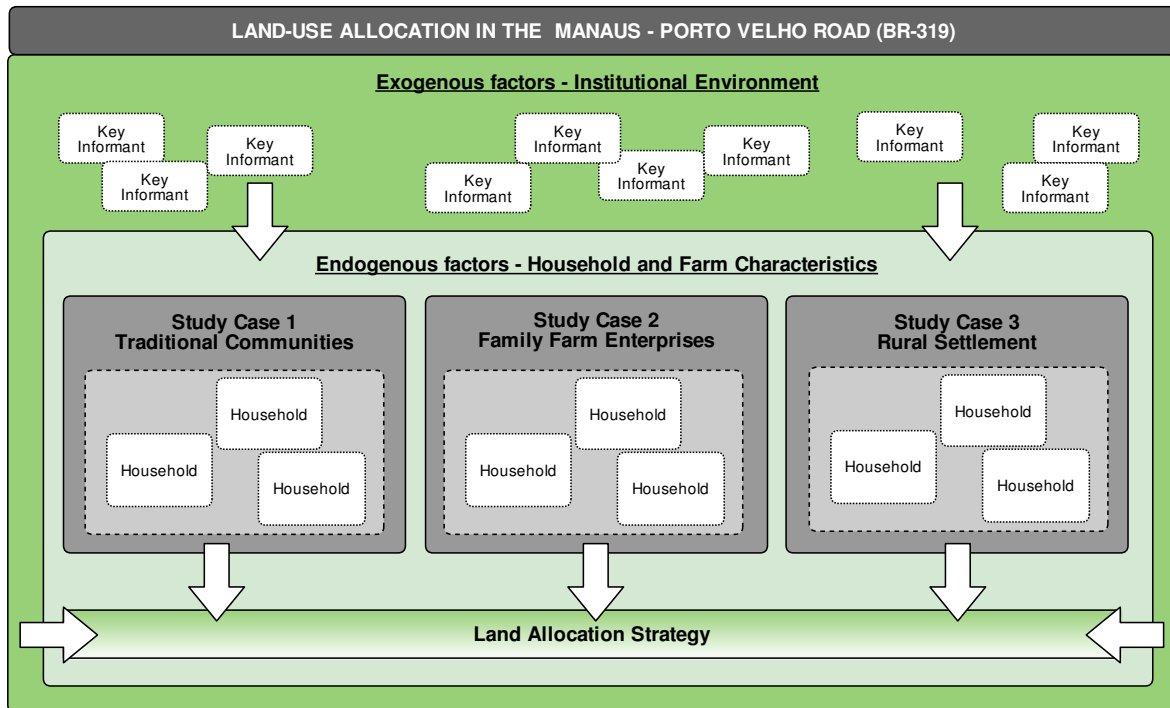 LAND-USE ALLOCATION IN THE MANAUS - PORTO VELHO ROAD (BR-319)
Exogenous factors - Institutional Environment
Key
Informant
Key
Informant
Key
Informant
Key
Informant
Key
Informant
Key
Informant
Key
Informant
Key
Informant
Key
Informant
Key
Informant
Endogenous factors - Household and Farm Characteristics
Study Case 1
Traditional Communities
Household
Household
Household
Study Case 2
Family Farm Enterprises
Household
Household
Household
Study Case 3
Rural Settlement
Household
Household
Household
Land Allocation Strategy